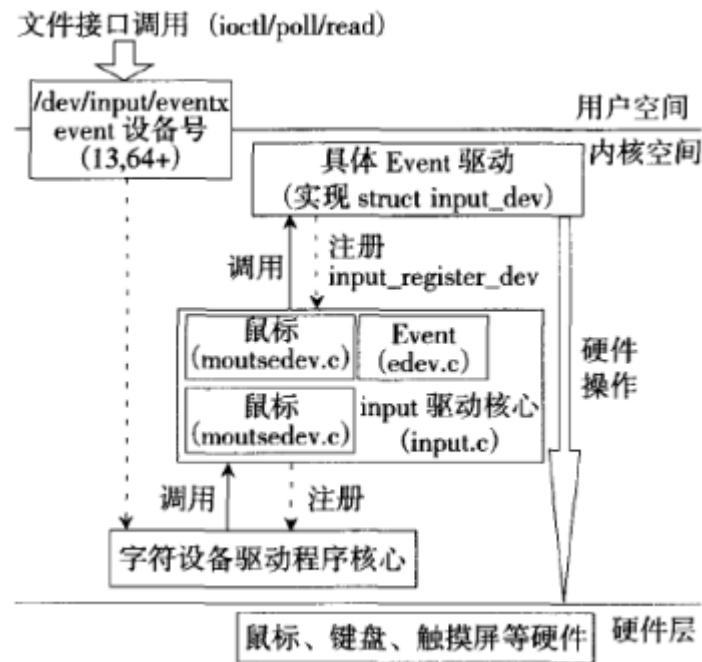 文件接口调用 (ioctl/poll/read)
/dev/input/eventx
event 设备号
(13,64+)
用户空间
内核空间
具体 Event 驱动
(实现 struct input_dev)
调用
注册
input_register_dev
鼠标
(moutsedev.c)
Event
(edev.c)
硬件
操作
鼠标
(moutsedev.c)
input 驱动核心
(input.c)
调用
注册
字符设备驱动程序核心
鼠标、键盘、触摸屏等硬件
硬件层